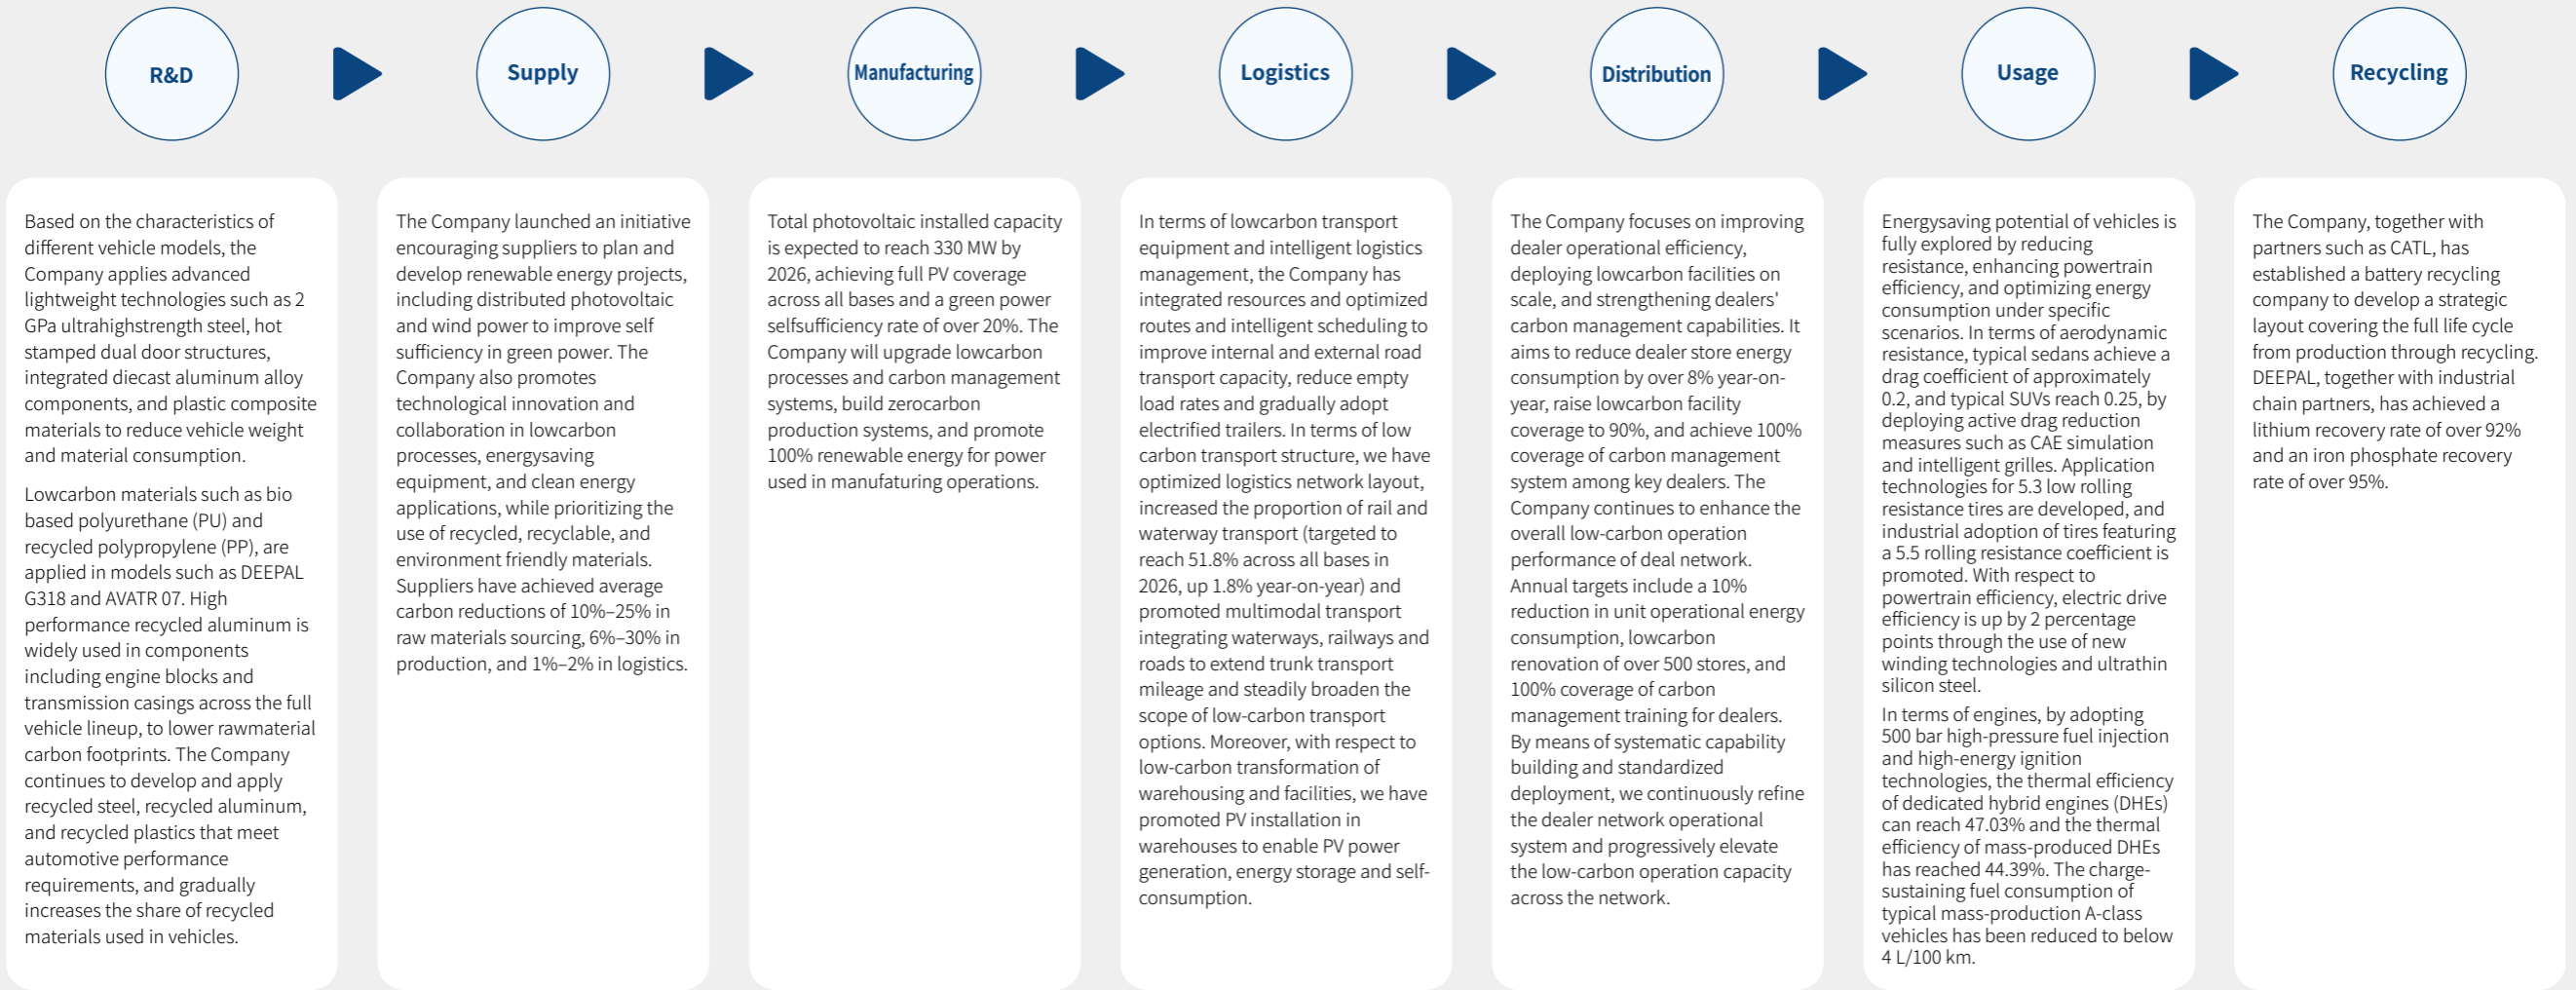 R&D
Supply
Manufacturing
Logistics
Distribution
Usage
Recycling
Based on the characteristics of
different vehicle models, the
Company applies advanced
lightweight technologies such as 2
GPa ultrahighstrength steel, hot
stamped dual door structures,
integrated diecast aluminum alloy
components, and plastic composite
materials to reduce vehicle weight
and material consumption.
Lowcarbon materials such as bio
based polyurethane (PU) and
recycled polypropylene (PP), are
applied in models such as DEEPAL
G318 and AVATR 07. High
performance recycled aluminum is
widely used in components
including engine blocks and
transmission casings across the full
vehicle lineup, to lower rawmaterial
carbon footprints. The Company
continues to develop and apply
recycled steel, recycled aluminum,
and recycled plastics that meet
automotive performance
requirements, and gradually
increases the share of recycled
materials used in vehicles.
The Company launched an initiative
encouraging suppliers to plan and
develop renewable energy projects,
including distributed photovoltaic
and wind power to improve self
sufficiency in green power. The
Company also promotes
technological innovation and
collaboration in lowcarbon
processes, energysaving
equipment, and clean energy
applications, while prioritizing the
use of recycled, recyclable, and
environment friendly materials.
Suppliers have achieved average
carbon reductions of 10%–25% in
raw materials sourcing, 6%–30% in
production, and 1%–2% in logistics.
Total photovoltaic installed capacity
is expected to reach 330 MW by
2026, achieving full PV coverage
across all bases and a green power
selfsufficiency rate of over 20%. The
Company will upgrade lowcarbon
processes and carbon management
systems, build zerocarbon
production systems, and promote
100% renewable energy for power
used in manufaturing operations.
In terms of lowcarbon transport
equipment and intelligent logistics
management, the Company has
integrated resources and optimized
routes and intelligent scheduling to
improve internal and external road
transport capacity, reduce empty
load rates and gradually adopt
electrified trailers. In terms of low
carbon transport structure, we have
optimized logistics network layout,
increased the proportion of rail and
waterway transport (targeted to
reach 51.8% across all bases in
2026, up 1.8% year-on-year) and
promoted multimodal transport
integrating waterways, railways and
roads to extend trunk transport
mileage and steadily broaden the
scope of low-carbon transport
options. Moreover, with respect to
low-carbon transformation of
warehousing and facilities, we have
promoted PV installation in
warehouses to enable PV power
generation, energy storage and self-
consumption.
The Company focuses on improving
dealer operational efficiency,
deploying lowcarbon facilities on
scale, and strengthening dealers'
carbon management capabilities. It
aims to reduce dealer store energy
consumption by over 8% year-on-
year, raise lowcarbon facility
coverage to 90%, and achieve 100%
coverage of carbon management
system among key dealers. The
Company continues to enhance the
overall low-carbon operation
performance of deal network.
Annual targets include a 10%
reduction in unit operational energy
consumption, lowcarbon
renovation of over 500 stores, and
100% coverage of carbon
management training for dealers.
By means of systematic capability
building and standardized
deployment, we continuously refine
the dealer network operational
system and progressively elevate
the low-carbon operation capacity
across the network.
Energysaving potential of vehicles is
fully explored by reducing
resistance, enhancing powertrain
efficiency, and optimizing energy
consumption under specific
scenarios. In terms of aerodynamic
resistance, typical sedans achieve a
drag coefficient of approximately
0.2, and typical SUVs reach 0.25, by
deploying active drag reduction
measures such as CAE simulation
and intelligent grilles. Application
technologies for 5.3 low rolling
resistance tires are developed, and
industrial adoption of tires featuring
a 5.5 rolling resistance coefficient is
promoted. With respect to
powertrain efficiency, electric drive
efficiency is up by 2 percentage
points through the use of new
winding technologies and ultrathin
silicon steel.
In terms of engines, by adopting
500 bar high-pressure fuel injection
and high-energy ignition
technologies, the thermal efficiency
of dedicated hybrid engines (DHEs)
can reach 47.03% and the thermal
efficiency of mass-produced DHEs
has reached 44.39%. The charge-
sustaining fuel consumption of
typical mass-production A-class
vehicles has been reduced to below
4 L/100 km.
The Company, together with
partners such as CATL, has
established a battery recycling
company to develop a strategic
layout covering the full life cycle
from production through recycling.
DEEPAL, together with industrial
chain partners, has achieved a
lithium recovery rate of over 92%
and an iron phosphate recovery
rate of over 95%.